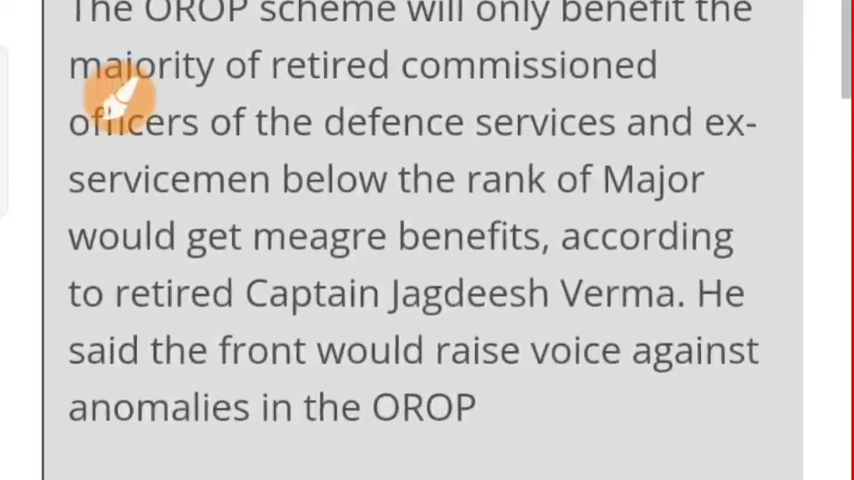 The OROP scheme will only benefit the
majority of retired commissioned
officers of the defence services and ex-
servicemen below the rank of Major
would get meagre benefits, according
to retired Captain Jagdeesh Verma. He
said the front would raise voice against
anomalies in the OROP